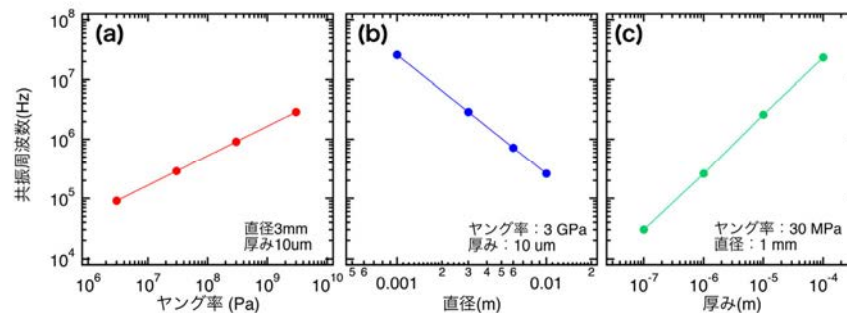 (a)
(b)
(c)
共振周波数(Hz)
10⁸
10⁷
10⁶
10⁵
10⁴
直径3mm
厚み10um
10⁶ 10⁷ 10⁸ 10⁹ 10¹⁰
ヤング率 (Pa)
ヤング率：3 GPa
厚み：10 um
5 6 0.001 2 3 4 5 6 0.01 2
直径(m)
ヤング率：30 MPa
直径：1 mm
10⁻⁷ 10⁻⁶ 10⁻⁵ 10⁻⁴
厚み(m)